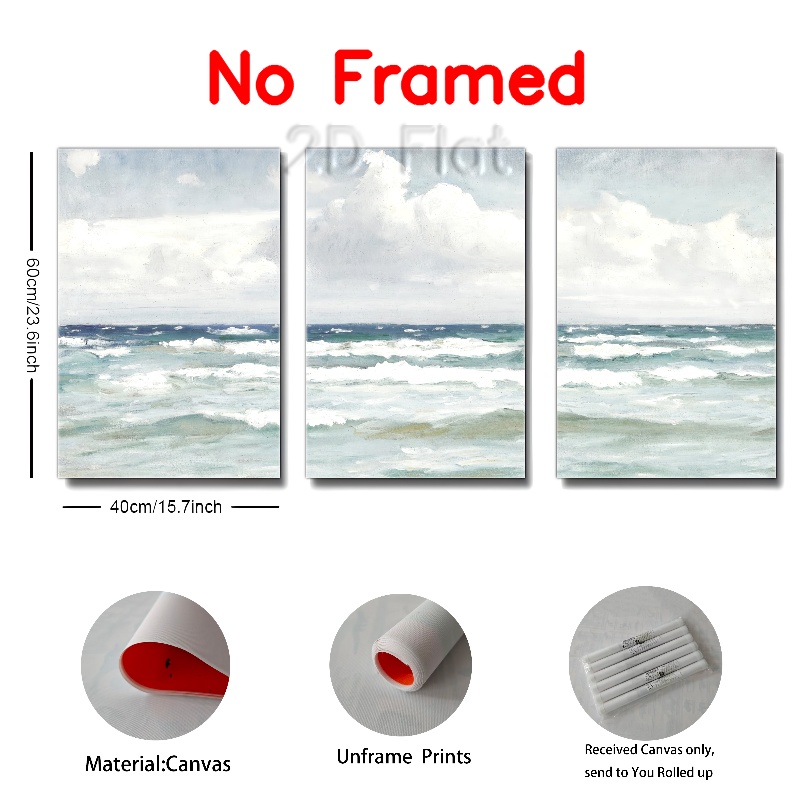 No Framed
2D Flat
60cm/23.6inch
40cm/15.7inch
Material:Canvas
Unframe Prints
Received Canvas only,
send to You Rolled up